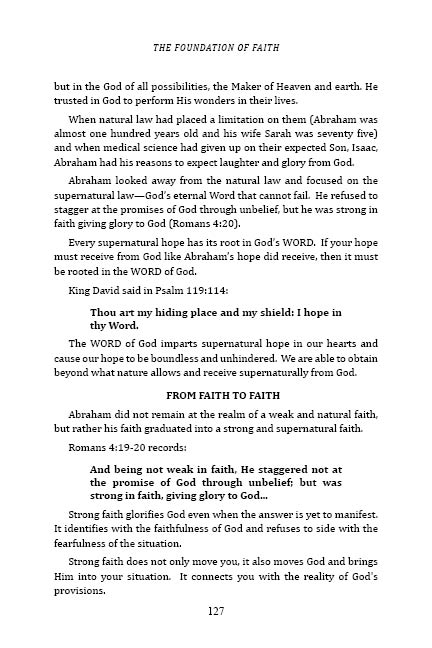 THE FOUNDATION OF FAITH
but in the God of all possibilities, the Maker of Heaven and earth. He
trusted in God to perform His wonders in their lives.
When natural law had placed a limitation on them (Abraham was
almost one hundred years old and his wife Sarah was seventy five)
and when medical science had given up on their expected Son, Isaac,
Abraham had his reasons to expect laughter and glory from God.
Abraham looked away from the natural law and focused on the
supernatural law—God's eternal Word that cannot fail. He refused to
stagger at the promises of God through unbelief, but he was strong in
faith giving glory to God (Romans 4:20).
Every supernatural hope has its root in God's WORD. If your hope
must receive from God like Abraham's hope did receive, then it must
be rooted in the WORD of God.
King David said in Psalm 119:114:
Thou art my hiding place and my shield: I hope in
thy Word.
The WORD of God imparts supernatural hope in our hearts and
cause our hope to be boundless and unhindered. We are able to obtain
beyond what nature allows and receive supernaturally from God.
FROM FAITH TO FAITH
Abraham did not remain at the realm of a weak and natural faith,
but rather his faith graduated into a strong and supernatural faith.
Romans 4:19-20 records:
And being not weak in faith, He staggered not at
the promise of God through unbelief; but was
strong in faith, giving glory to God...
Strong faith glorifies God even when the answer is yet to manifest.
It identifies with the faithfulness of God and refuses to side with the
fearfulness of the situation.
Strong faith does not only move you, it also moves God and brings
Him into your situation. It connects you with the reality of God's
provisions.
127